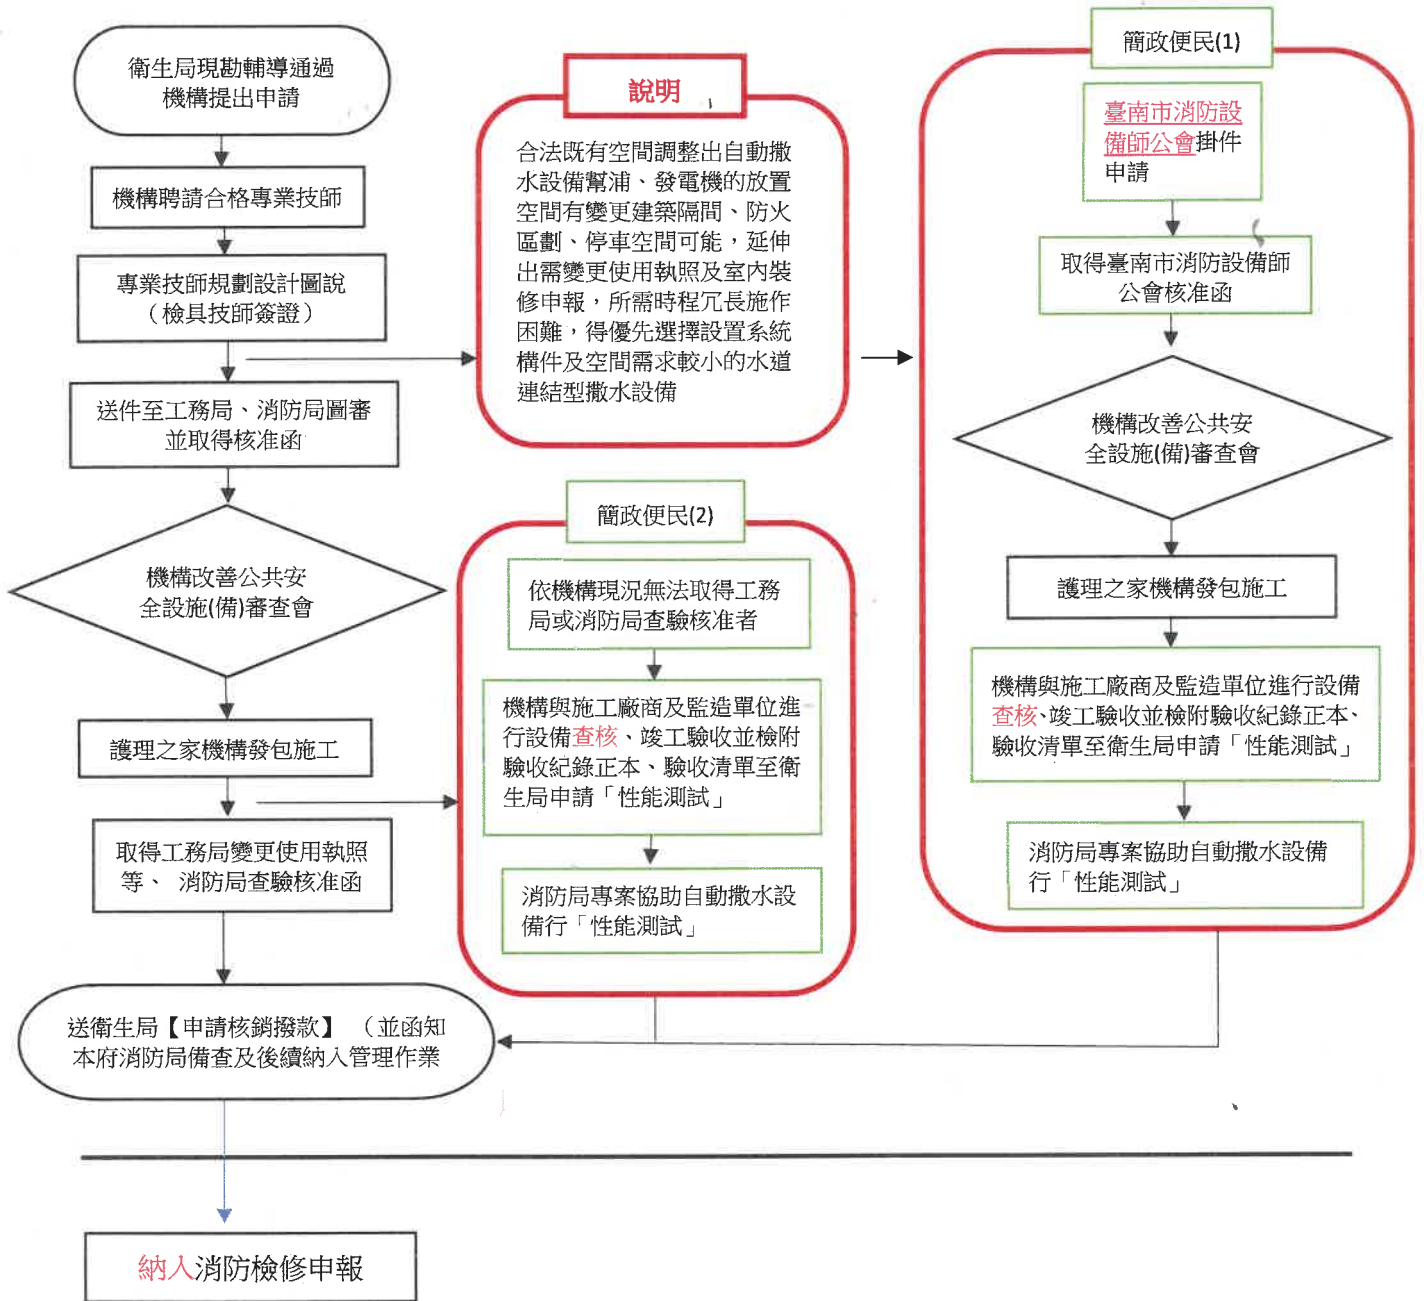 衛生局現勘輔導通過
機構提出申請
機構聘請合格專業技師
專業技師規劃設計圖說
（檢具技師簽證）
送件至工務局、消防局圖審
並取得核准函
機構改善公共安
全設施(備)審查會
護理之家機構發包施工
取得工務局變更使用執照
等、 消防局查驗核准函
送衛生局【申請核銷撥款】 （並函知
本府消防局備查及後續納入管理作業
納入消防檢修申報
說明
合法既有空間調整出自動撒
水設備幫浦、發電機的放置
空間有變更建築隔間、防火
區劃、停車空間可能，延伸
出需變更使用執照及室內裝
修申報，所需時程冗長施作
困難，得優先選擇設置系統
構件及空間需求較小的水道
連結型撒水設備
簡政便民(2)
依機構現況無法取得工務
局或消防局查驗核准者
機構與施工廠商及監造單位進
行設備查核、竣工驗收並檢附
驗收紀錄正本、驗收清單至衛
生局申請「性能測試」
消防局專案協助自動撒水設
備行「性能測試」
簡政便民(1)
臺南市消防設
備師公會掛件
申請
取得臺南市消防設備師
公會核准函
機構改善公共安
全設施(備)審查會
護理之家機構發包施工
機構與施工廠商及監造單位進行設備
查核、竣工驗收並檢附驗收紀錄正本、
驗收清單至衛生局申請「性能測試」
消防局專案協助自動撒水設備
行「性能測試」